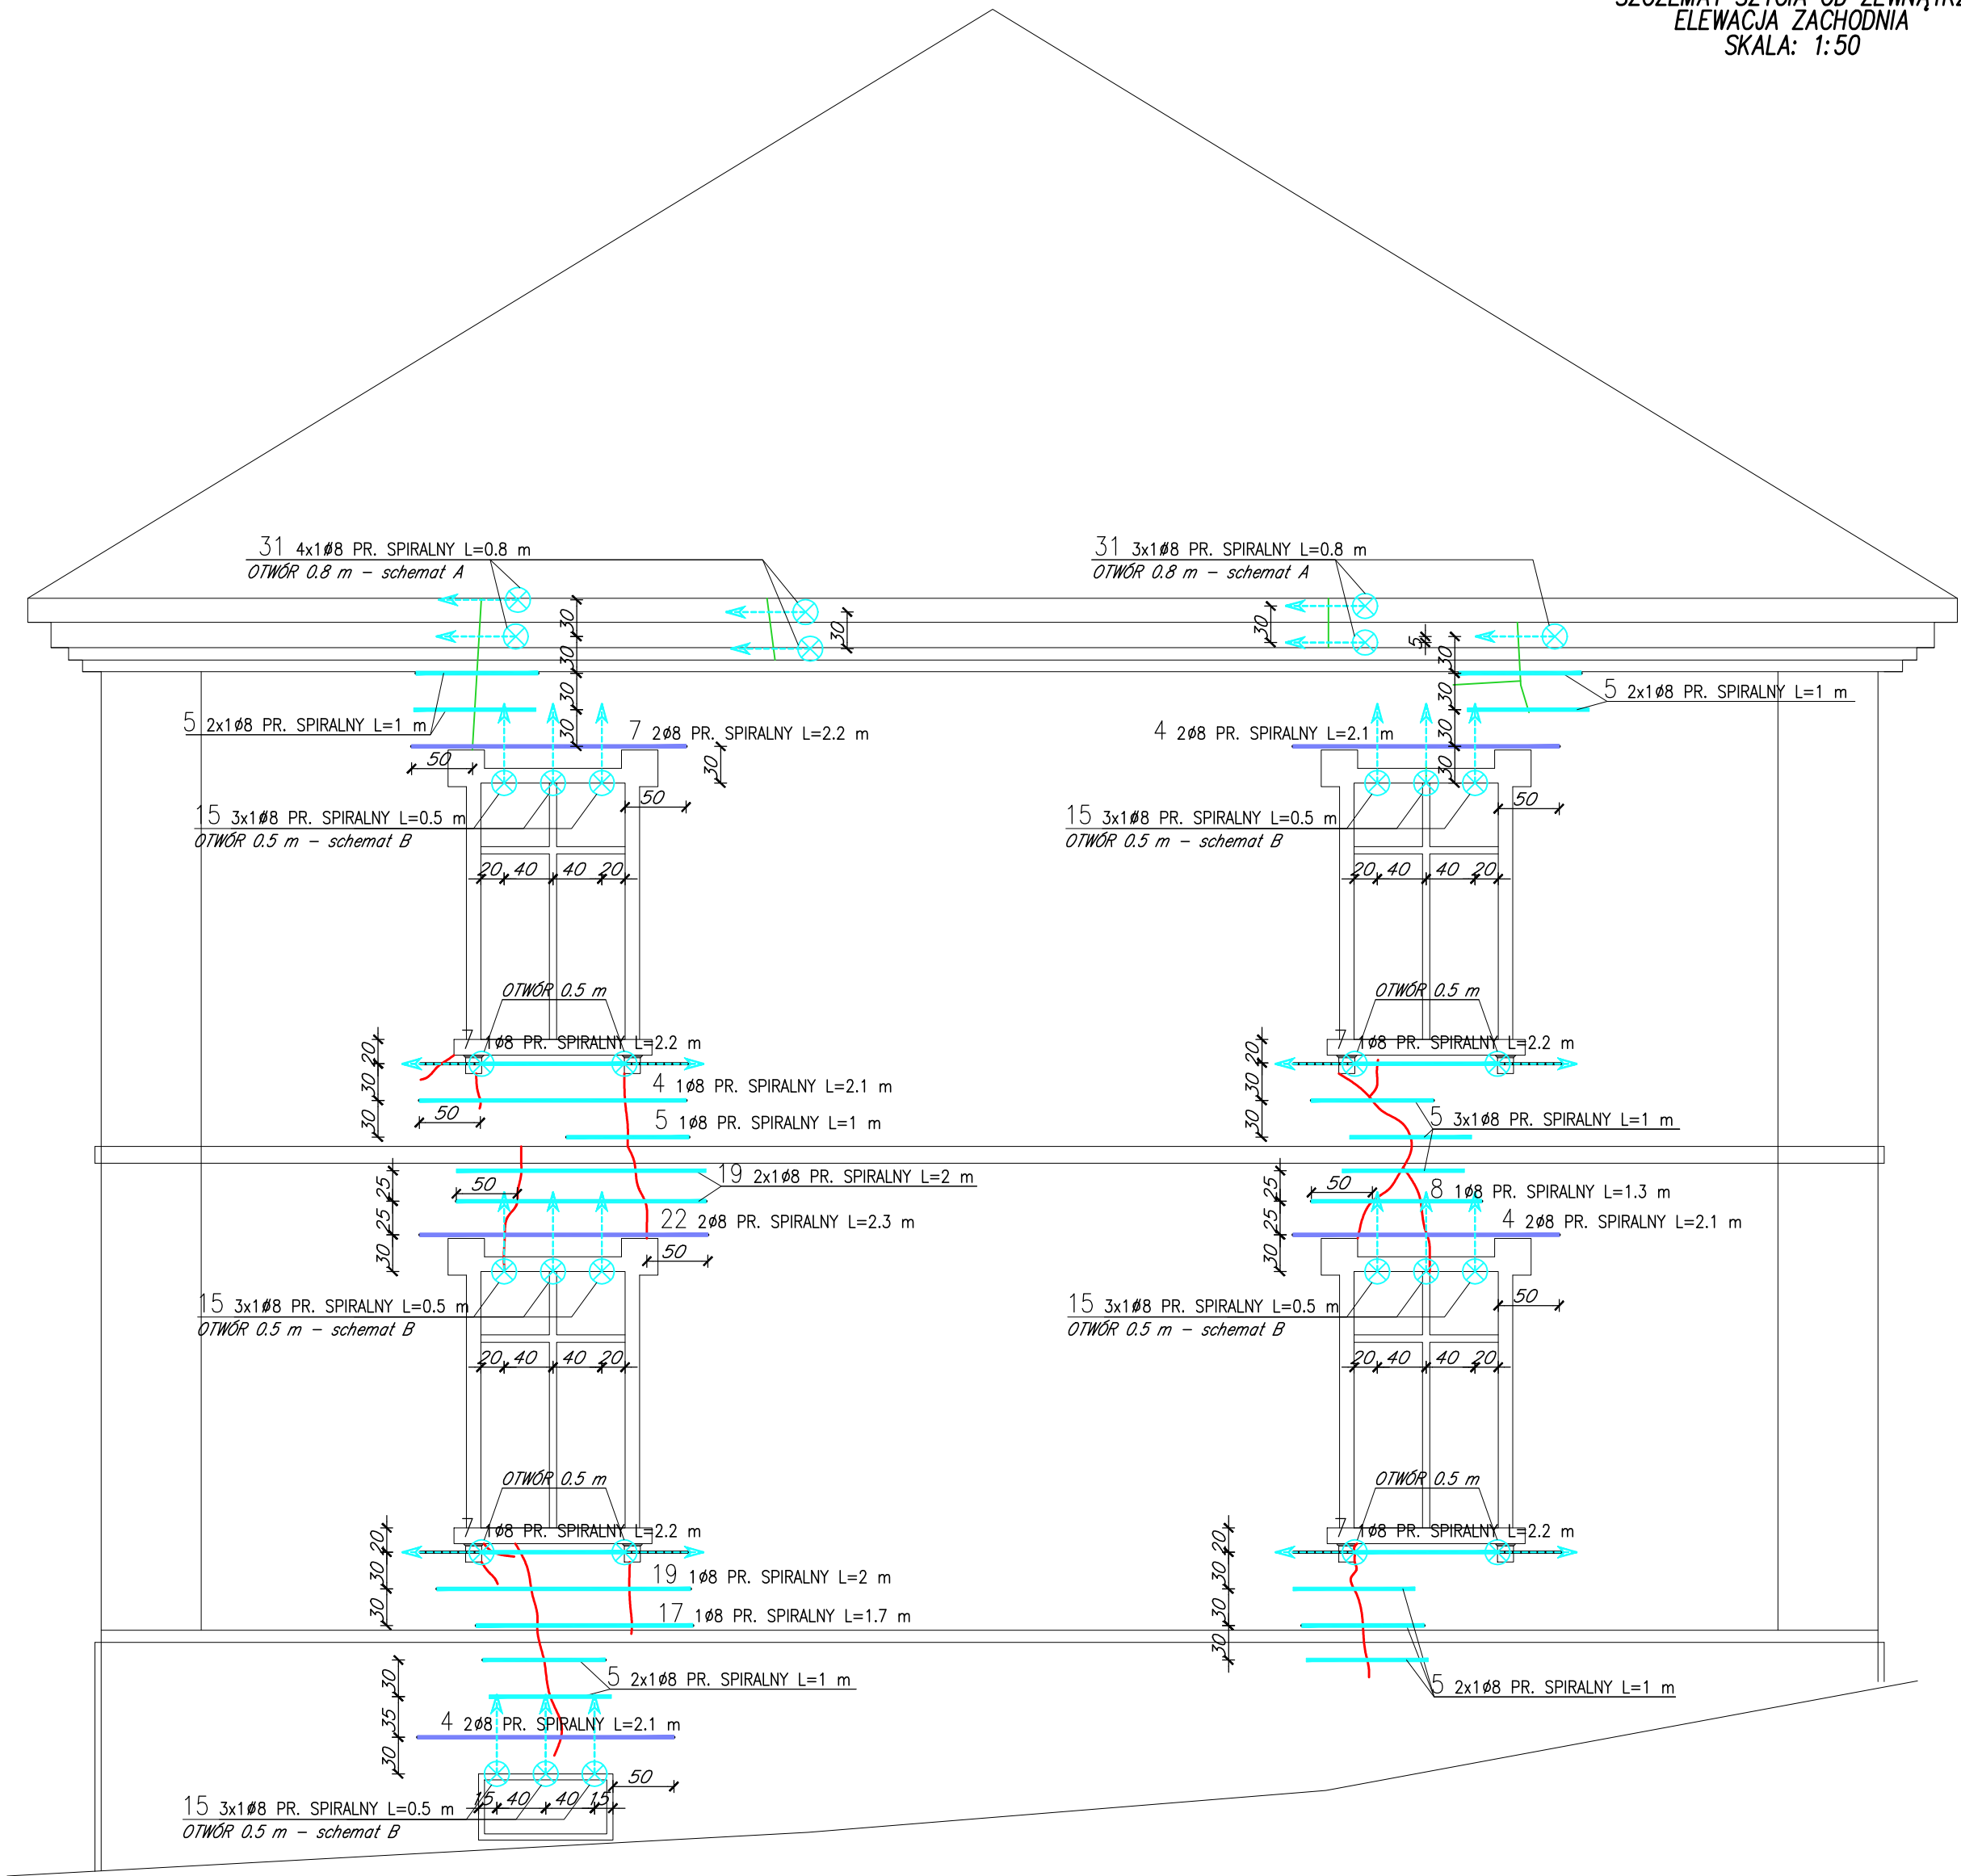 ELEWACJA ZACHODNIA
SKALA: 1:50
31 4x1ø8 PR. SPIRALNY L=0.8 m
OTWÓR 0.8 m - schemat A
31 3x1ø8 PR. SPIRALNY L=0.8 m
OTWÓR 0.8 m - schemat A
30
30
30
30
30
30
5
30
30
30
30
5 2x1ø8 PR. SPIRALNY L=1 m
5 2x1ø8 PR. SPIRALNY L=1 m
7 2ø8 PR. SPIRALNY L=2.2 m
4 2ø8 PR. SPIRALNY L=2.1 m
50
30
50
50
15 3x1ø8 PR. SPIRALNY L=0.5 m
OTWÓR 0.5 m - schemat B
15 3x1ø8 PR. SPIRALNY L=0.5 m
OTWÓR 0.5 m - schemat B
20 40 40 20
20 40 40 20
OTWÓR 0.5 m
OTWÓR 0.5 m
7 1ø8 PR. SPIRALNY L=2.2 m
7 1ø8 PR. SPIRALNY L=2.2 m
20
30
30
20
30
30
4 1ø8 PR. SPIRALNY L=2.1 m
50
5 1ø8 PR. SPIRALNY L=1 m
5 3x1ø8 PR. SPIRALNY L=1 m
19 2x1ø8 PR. SPIRALNY L=2 m
50
50
8 1ø8 PR. SPIRALNY L=1.3 m
25
25
30
25
25
30
22 2ø8 PR. SPIRALNY L=2.3 m
4 2ø8 PR. SPIRALNY L=2.1 m
50
50
15 3x1ø8 PR. SPIRALNY L=0.5 m
OTWÓR 0.5 m - schemat B
15 3x1ø8 PR. SPIRALNY L=0.5 m
OTWÓR 0.5 m - schemat B
20 40 40 20
20 40 40 20
OTWÓR 0.5 m
OTWÓR 0.5 m
7 1ø8 PR. SPIRALNY L=2.2 m
7 1ø8 PR. SPIRALNY L=2.2 m
20
30
30
20
30
30
30
19 1ø8 PR. SPIRALNY L=2 m
17 1ø8 PR. SPIRALNY L=1.7 m
5 2x1ø8 PR. SPIRALNY L=1 m
5 2x1ø8 PR. SPIRALNY L=1 m
30
35
30
4 2ø8 PR. SPIRALNY L=2.1 m
50
15 40 40 15
15 3x1ø8 PR. SPIRALNY L=0.5 m
OTWÓR 0.5 m - schemat B